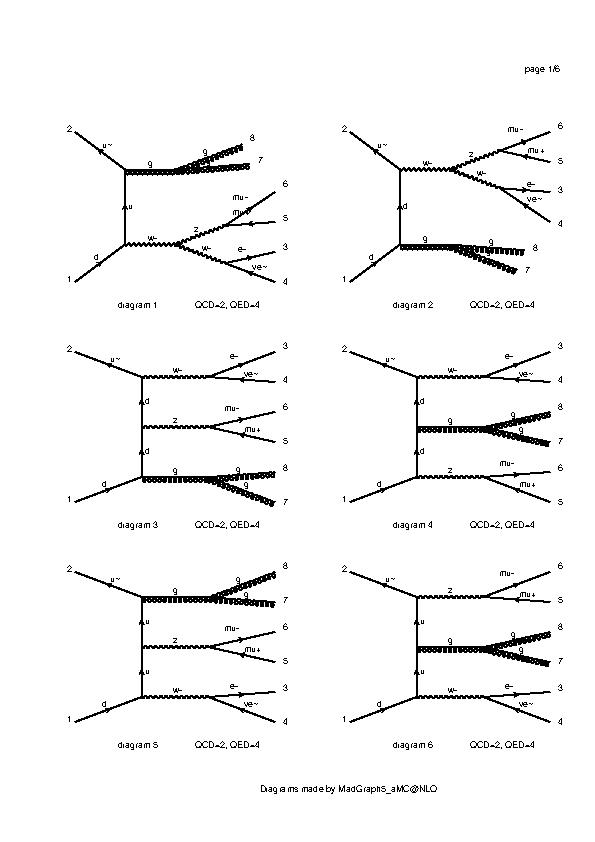 page 1/6
2
u~
g
g
g
8
7
6
mu-
mu+
5
z
u
w-
w-
e-
3
ve~
d
1
4
diagram 1 QCD=2, QED=4
2
u~
mu-
6
mu+
5
z
w-
w-
e-
3
ve~
4
d
g
g
8
7
d
1
diagram 2 QCD=2, QED=4
2
u~
w-
e-
3
ve~
4
d
z
mu-
6
mu+
5
d
g
g
8
g
7
d
1
diagram 3 QCD=2, QED=4
2
u~
w-
e-
3
ve~
4
d
g
g
8
g
7
d
z
mu-
6
mu+
5
d
1
diagram 4 QCD=2, QED=4
2
u~
g
g
8
g
7
u
z
mu-
6
mu+
5
u
w-
e-
3
ve~
4
d
1
diagram 5 QCD=2, QED=4
2
u~
z
mu-
6
mu+
5
u
g
g
8
g
7
u
w-
e-
3
ve~
4
d
1
diagram 6 QCD=2, QED=4
Diagrams made by MadGraph5_aMC@NLO